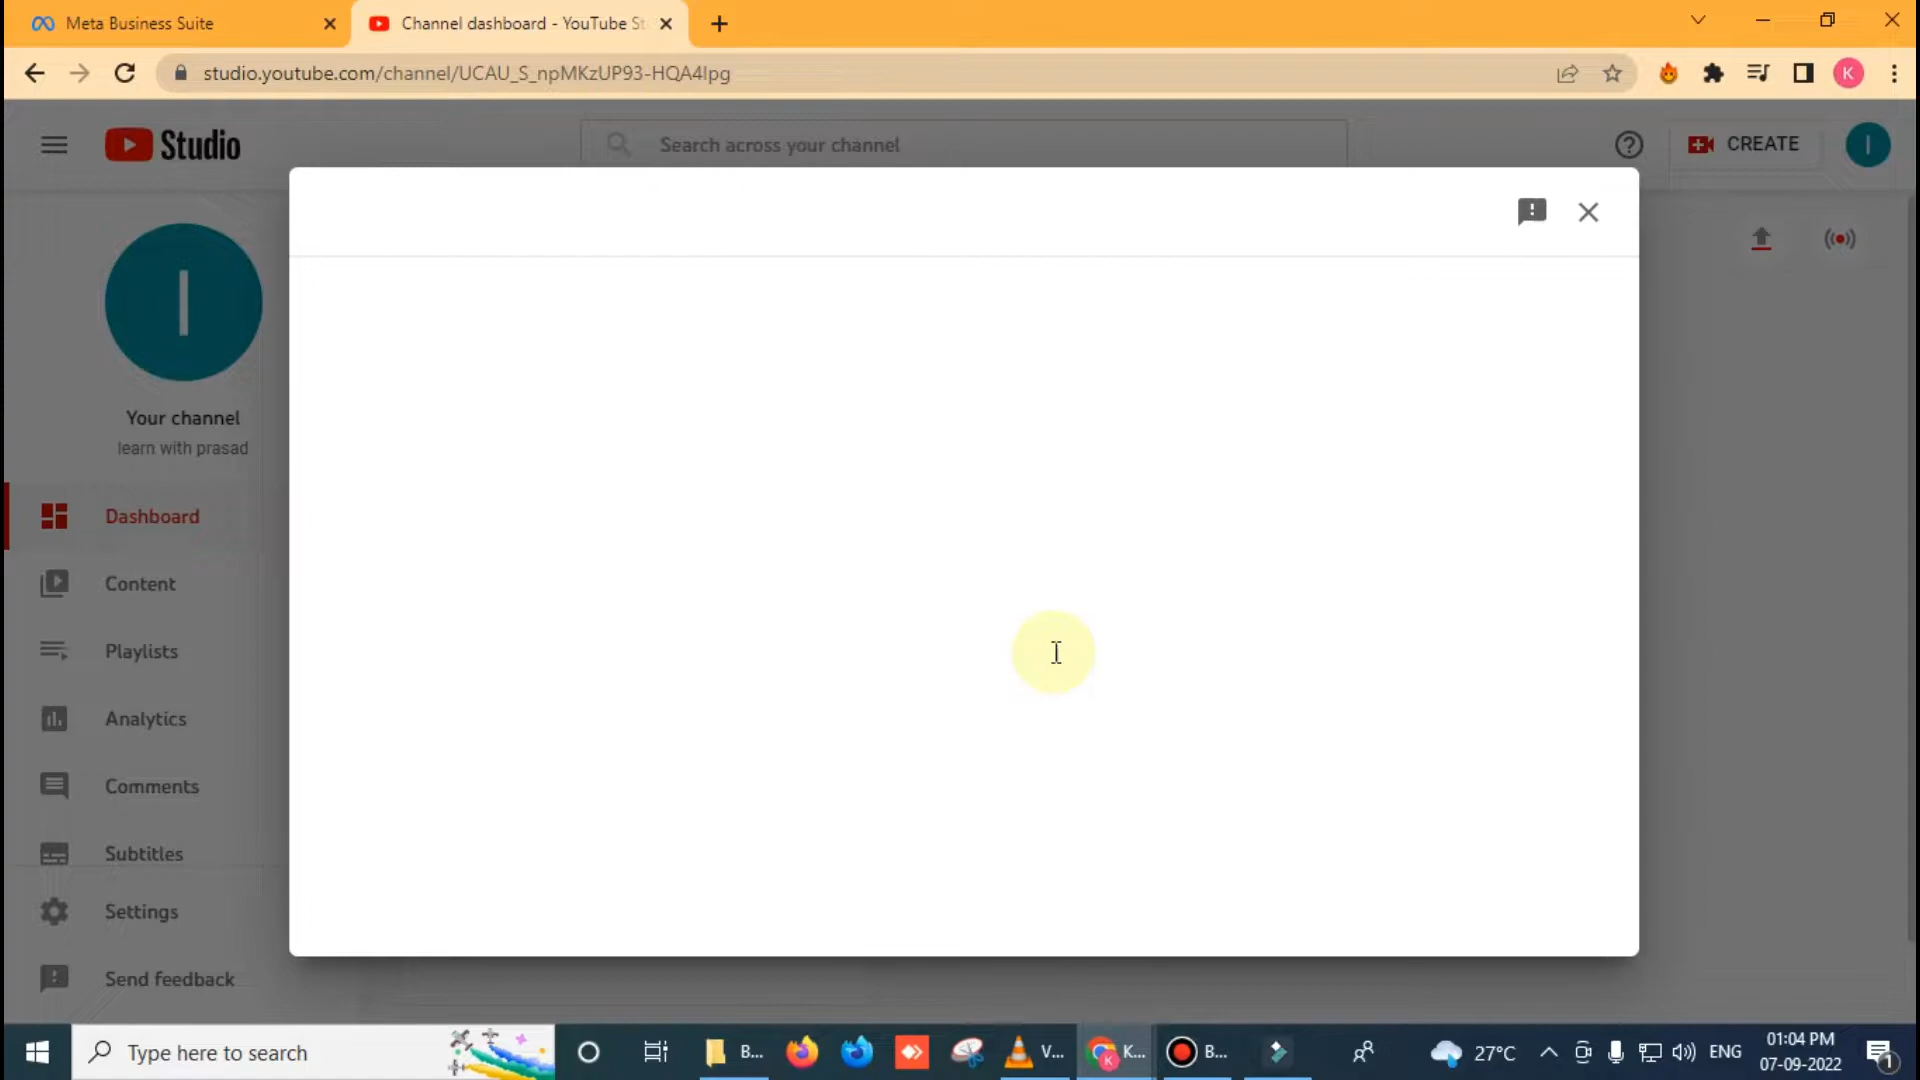 Meta Business Suite
Channel dashboard - YouTube St
studio.youtube.com/channel/UCAU_S_npMKzUP93-HQA4lpg
K
Studio
Search across your channel
CREATE
I
I
Your channel
learn with prasad
Dashboard
Content
Playlists
Analytics
Comments
Subtitles
Settings
Send feedback
Type here to search
B...
V...
K...
B...
27°C
ENG
01:04 PM
07-09-2022
1